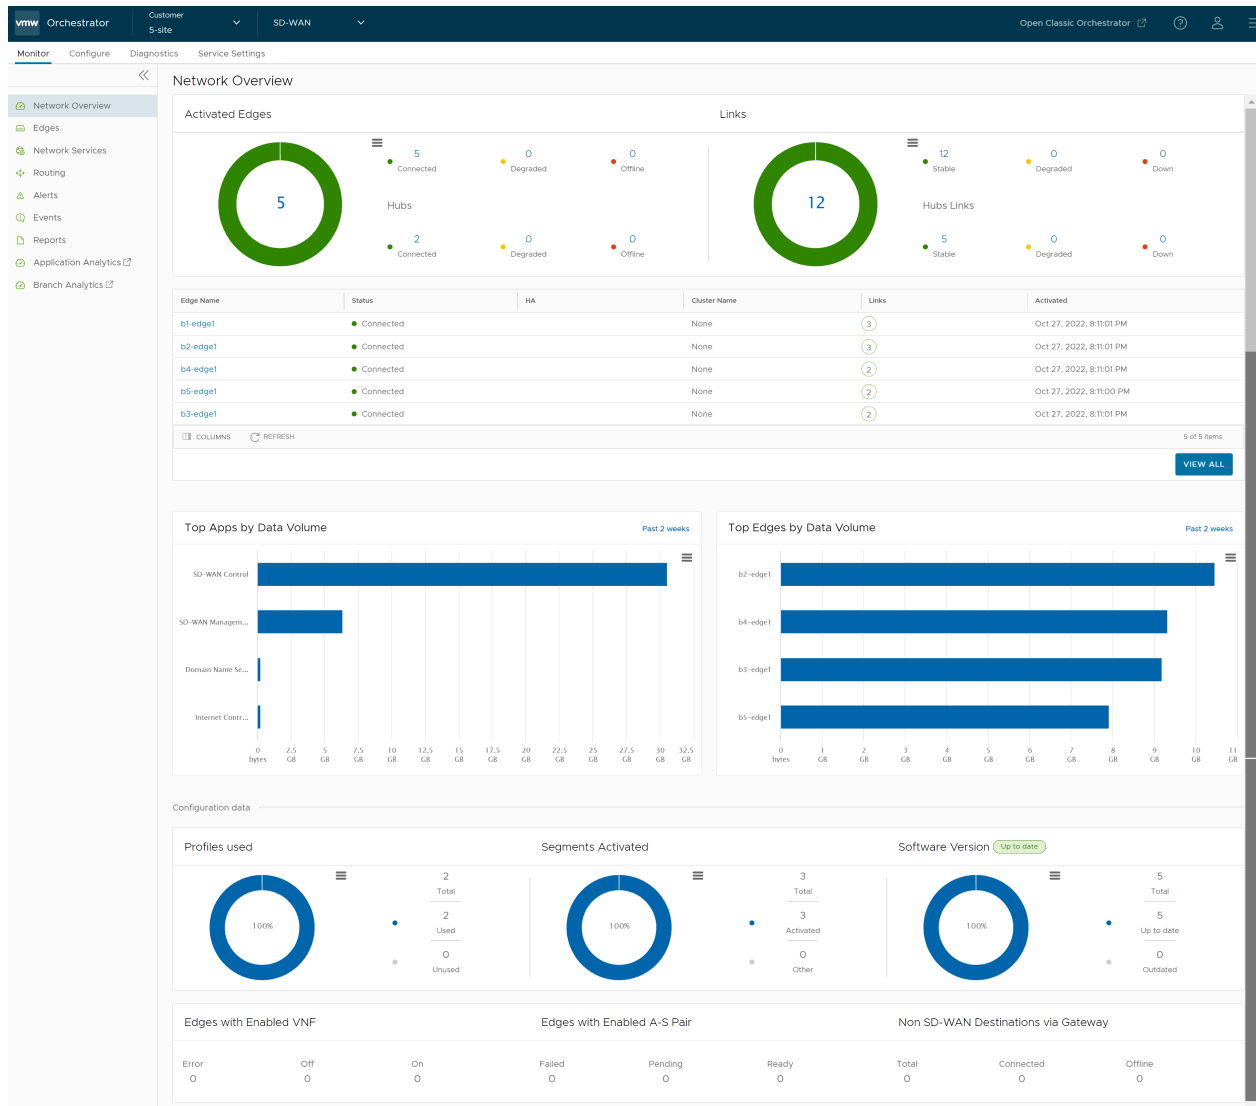 vmw Orchestrator
Customer
5-site
SD-WAN
Open Classic Orchestrator
Monitor Configure Diagnostics Service Settings
Network Overview
Edges
Network Services
Routing
Alerts
Events
Reports
Application Analytics
Branch Analytics
Network Overview
Activated Edges
5
5 Connected
0 Degraded
0 Offline
Hubs
2 Connected
0 Degraded
0 Offline
Links
12
12 Stable
0 Degraded
0 Down
Hubs Links
5 Stable
0 Degraded
0 Down
Edge Name Status HA Cluster Name Links Activated
b1-edge1 Connected None 3 Oct 27, 2022, 8:11:01 PM
b2-edge1 Connected None 3 Oct 27, 2022, 8:11:01 PM
b4-edge1 Connected None 2 Oct 27, 2022, 8:11:01 PM
b5-edge1 Connected None 2 Oct 27, 2022, 8:11:00 PM
b3-edge1 Connected None 2 Oct 27, 2022, 8:11:01 PM
COLUMNS REFRESH 5 of 5 items
VIEW ALL
Top Apps by Data Volume Past 2 weeks
SD-WAN Control
SD-WAN Managem...
Domain Name Se...
Internet Contr...
0 2.5 5 7.5 10 12.5 15 17.5 20 22.5 25 27.5 30 32.5
bytes GB GB GB GB GB GB GB GB GB GB GB GB GB
Top Edges by Data Volume Past 2 weeks
b2-edge1
b4-edge1
b3-edge1
b5-edge1
0 1 2 3 4 5 6 7 8 9 10 11
bytes GB GB GB GB GB GB GB GB GB GB GB
Configuration data
Profiles used
100%
2
Total
2
Used
0
Unused
Segments Activated
100%
3
Total
3
Activated
0
Other
Software Version Up to date
100%
5
Total
5
Up to date
0
Outdated
Edges with Enabled VNF
Error Off On
0 0 0
Edges with Enabled A-S Pair
Failed Pending Ready
0 0 0
Non SD-WAN Destinations via Gateway
Total Connected Offline
0 0 0